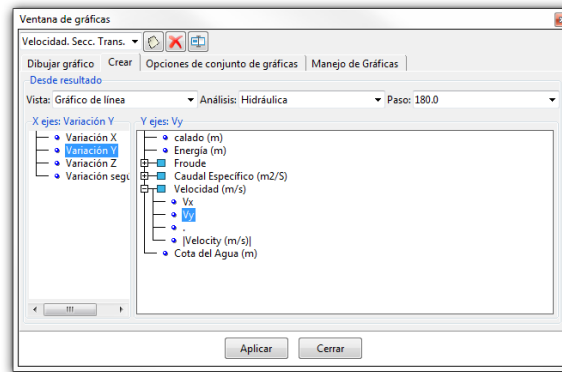 Ventana de gráficas
Velocidad. Secc. Trans.
Dibujar gráfico Crear Opciones de conjunto de gráficas Manejo de Gráficas
Desde resultado
Vista: Gráfico de línea Análisis: Hidráulica Paso: 180.0
X ejes: Variación Y
Variación X
Variación Y
Variación Z
Variación segu
Y ejes: Vy
calado (m)
Energía (m)
Froude
Caudal Específico (m2/S)
Velocidad (m/s)
Vx
Vy
.
|Velocity (m/s)|
Cota del Agua (m)
Aplicar Cerrar